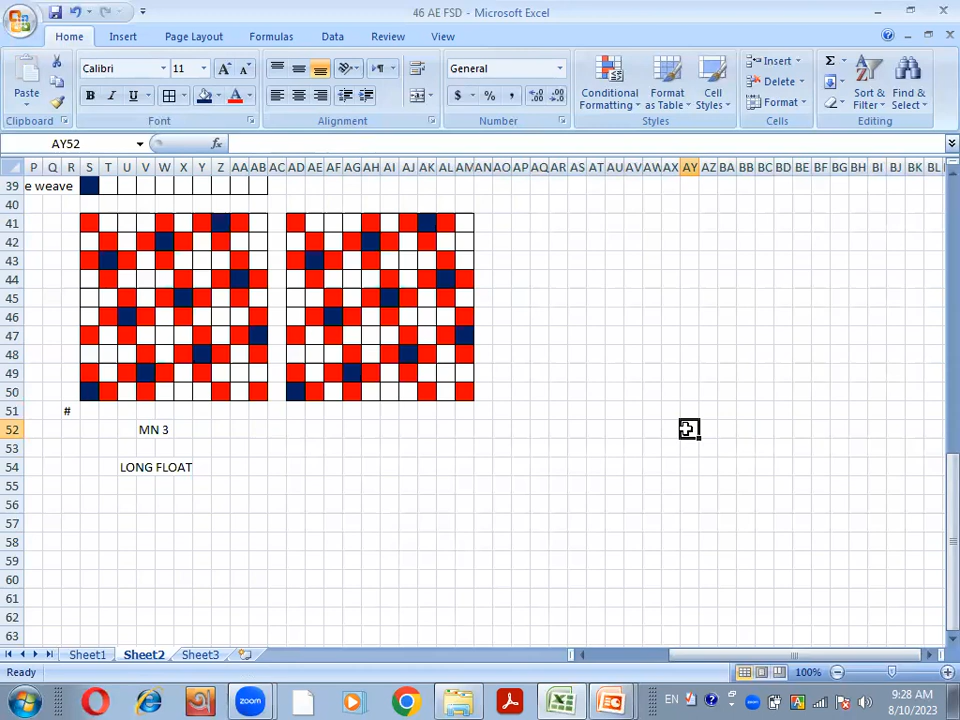 46 AE FSD - Microsoft Excel
Home Insert Page Layout Formulas Data Review View
Calibri 11 General
Paste B I U $ % , Conditional Formatting Format as Table Cell Styles Insert Delete Format Σ Sort & Filter Find & Select
Clipboard Font Alignment Number Styles Cells Editing
AY52 fx
P Q R S T U V W X Y Z AA AB AC AD AE AF AG AH AI AJ AK AL AM AN AO AP AQ AR AS AT AU AV AW AX AY AZ BA BB BC BD BE BF BG BH BI BJ BK BL
39 e weave
40
41
42
43
44
45
46
47
48
49
50
51 #
52 MN 3
53
54 LONG FLOAT
55
56
57
58
59
60
61
62
63
Sheet1 Sheet2 Sheet3
Ready 100%
zoom EN 9:28 AM
8/10/2023